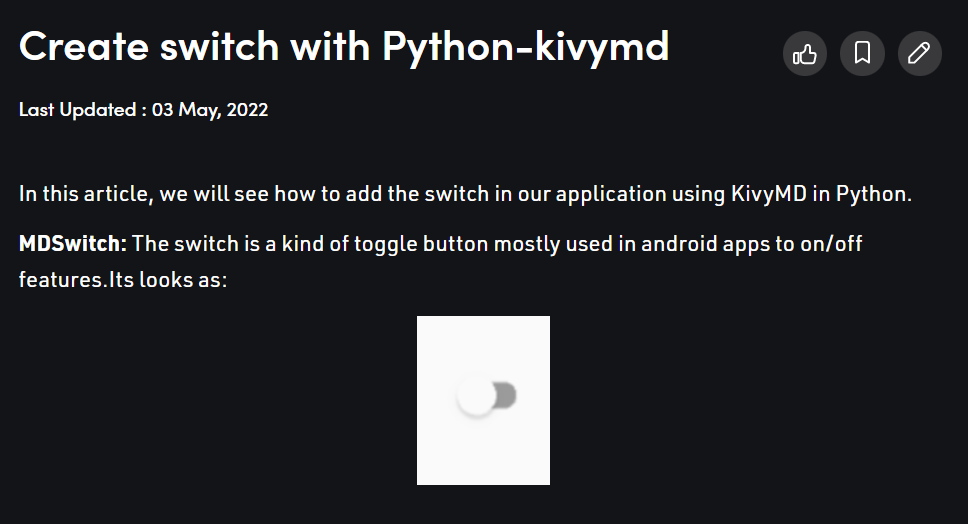 Create switch with Python-kivymd
Last Updated : 03 May, 2022
In this article, we will see how to add the switch in our application using KivyMD in Python.
MDSwitch: The switch is a kind of toggle button mostly used in android apps to on/off
features.Its looks as: